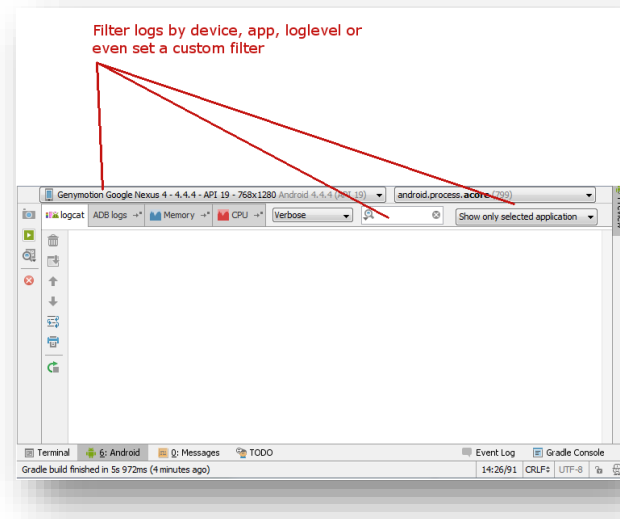 Filter logs by device, app, loglevel or
even set a custom filter
Genymotion Google Nexus 4 - 4.4.4 - API 19 - 768x1280 Android 4.4.4 (API 19)
android.process.acore (799)
logcat
ADB logs
Memory
CPU
Verbose
Show only selected application
Terminal
6: Android
0: Messages
TODO
Event Log
Gradle Console
Gradle build finished in 5s 972ms (4 minutes ago)
14:26/91
CRLF
UTF-8